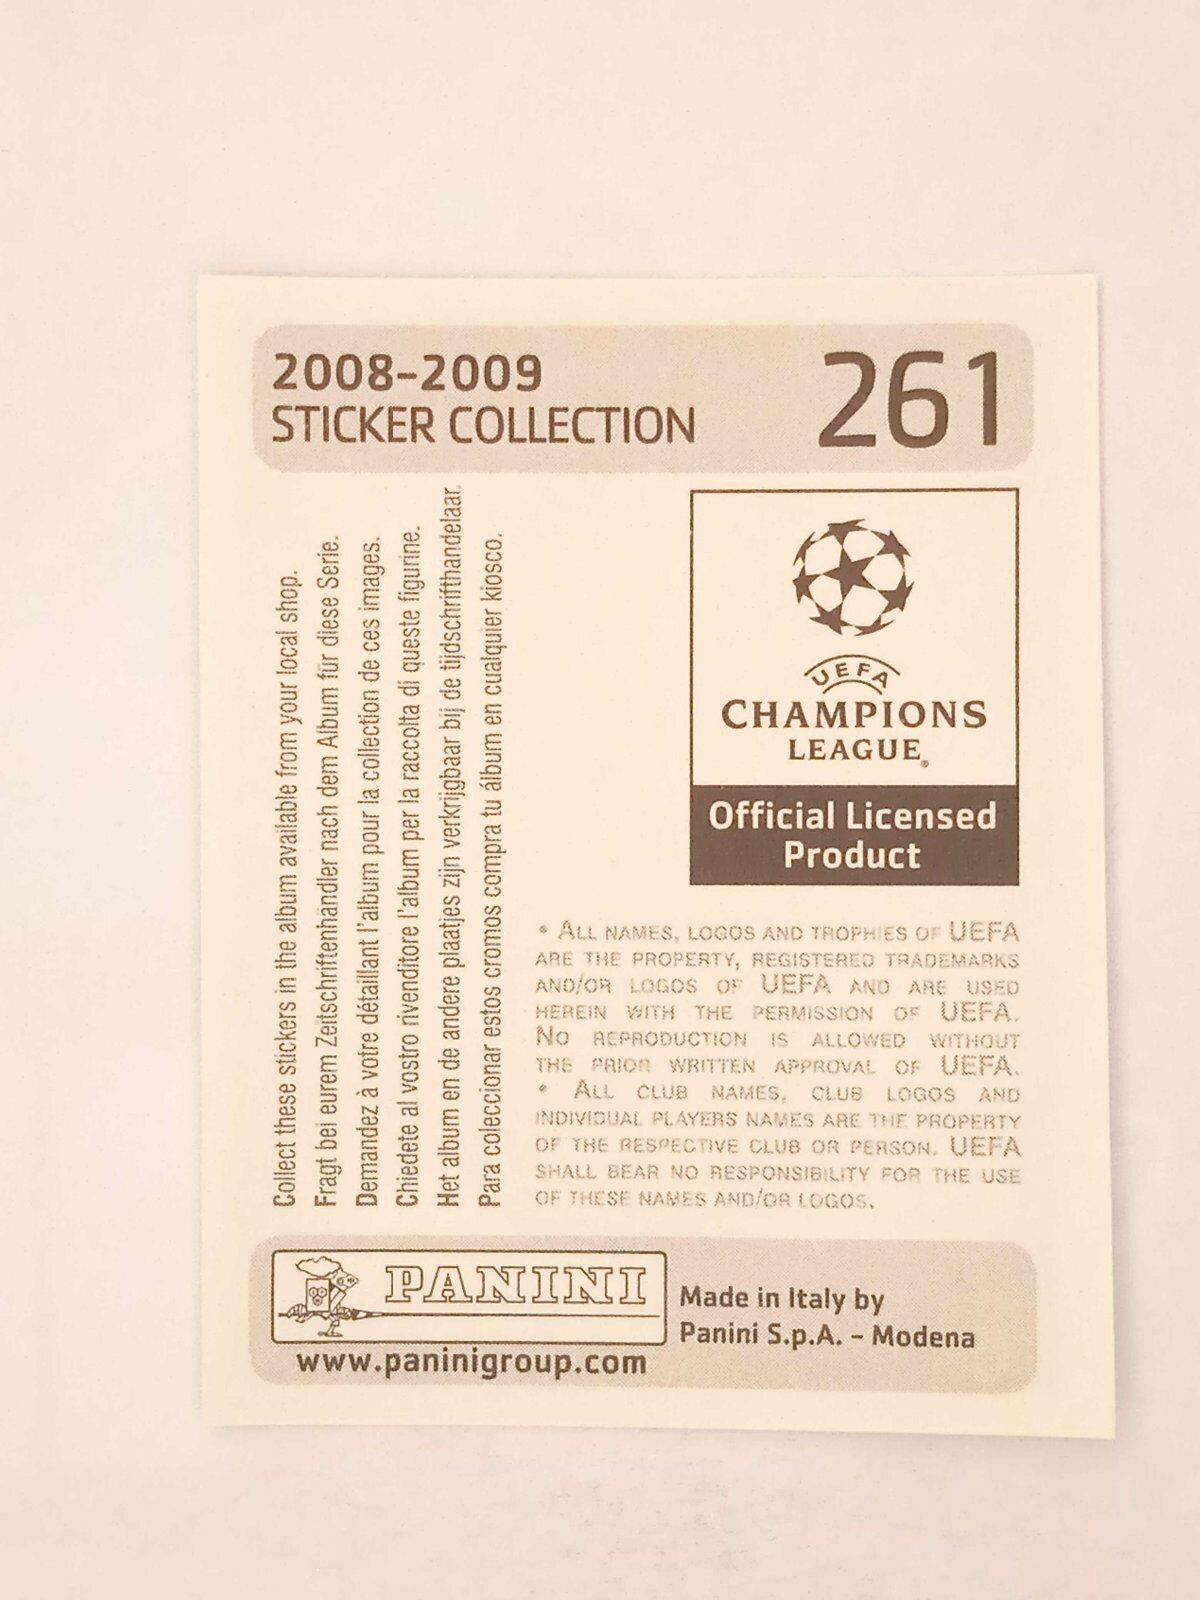 2008-2009
STICKER COLLECTION
261
Collect these stickers in the album available from your local shop.
Fragt bei eurem Zeitschriftenhändler nach dem Album für diese Serie.
Demandez à votre détaillant l'album pour la collection de ces images.
Chiedete al vostro rivenditore l'album per la raccolta di queste figurine.
Het album en de andere plaatjes zijn verkrijgbaar bij de tijdschrifthandelaar.
Para coleccionar estos cromos compra tu álbum en cualquier kiosco.
UEFA
CHAMPIONS
LEAGUE®
Official Licensed
Product
• ALL NAMES, LOGOS AND TROPHIES OF UEFA
ARE THE PROPERTY, REGISTERED TRADEMARKS
AND/OR LOGOS OF UEFA AND ARE USED
HEREIN WITH THE PERMISSION OF UEFA.
NO REPRODUCTION IS ALLOWED WITHOUT
THE PRIOR WRITTEN APPROVAL OF UEFA.
• ALL CLUB NAMES, CLUB LOGOS AND
INDIVIDUAL PLAYERS NAMES ARE THE PROPERTY
OF THE RESPECTIVE CLUB OR PERSON. UEFA
SHALL BEAR NO RESPONSIBILITY FOR THE USE
OF THESE NAMES AND/OR LOGOS.
PANINI
www.paninigroup.com
Made in Italy by
Panini S.p.A. - Modena